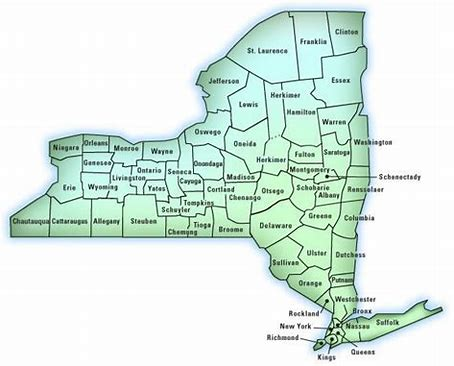 Clinton
Franklin
St. Laurence
Essex
Jefferson
Lewis
Herkimer
Hamilton
Warren
Washington
Oswego
Oneida
Herkimer
Fulton
Saratoga
Niagara
Orleans
Monroe
Wayne
Genesee
Ontario
Seneca
Onondaga
Madison
Montgomery
Schenectady
Erie
Wyoming
Livingston
Yates
Cayuga
Cortland
Chenango
Otsego
Schoharie
Albany
Rensselaer
Tompkins
Schuyler
Chautauqua
Cattaraugus
Allegany
Steuben
Chemung
Tioga
Broome
Delaware
Greene
Columbia
Ulster
Dutchess
Sullivan
Orange
Putnam
Westchester
Rockland
Bronx
New York
Nassau
Suffolk
Richmond
Kings
Queens